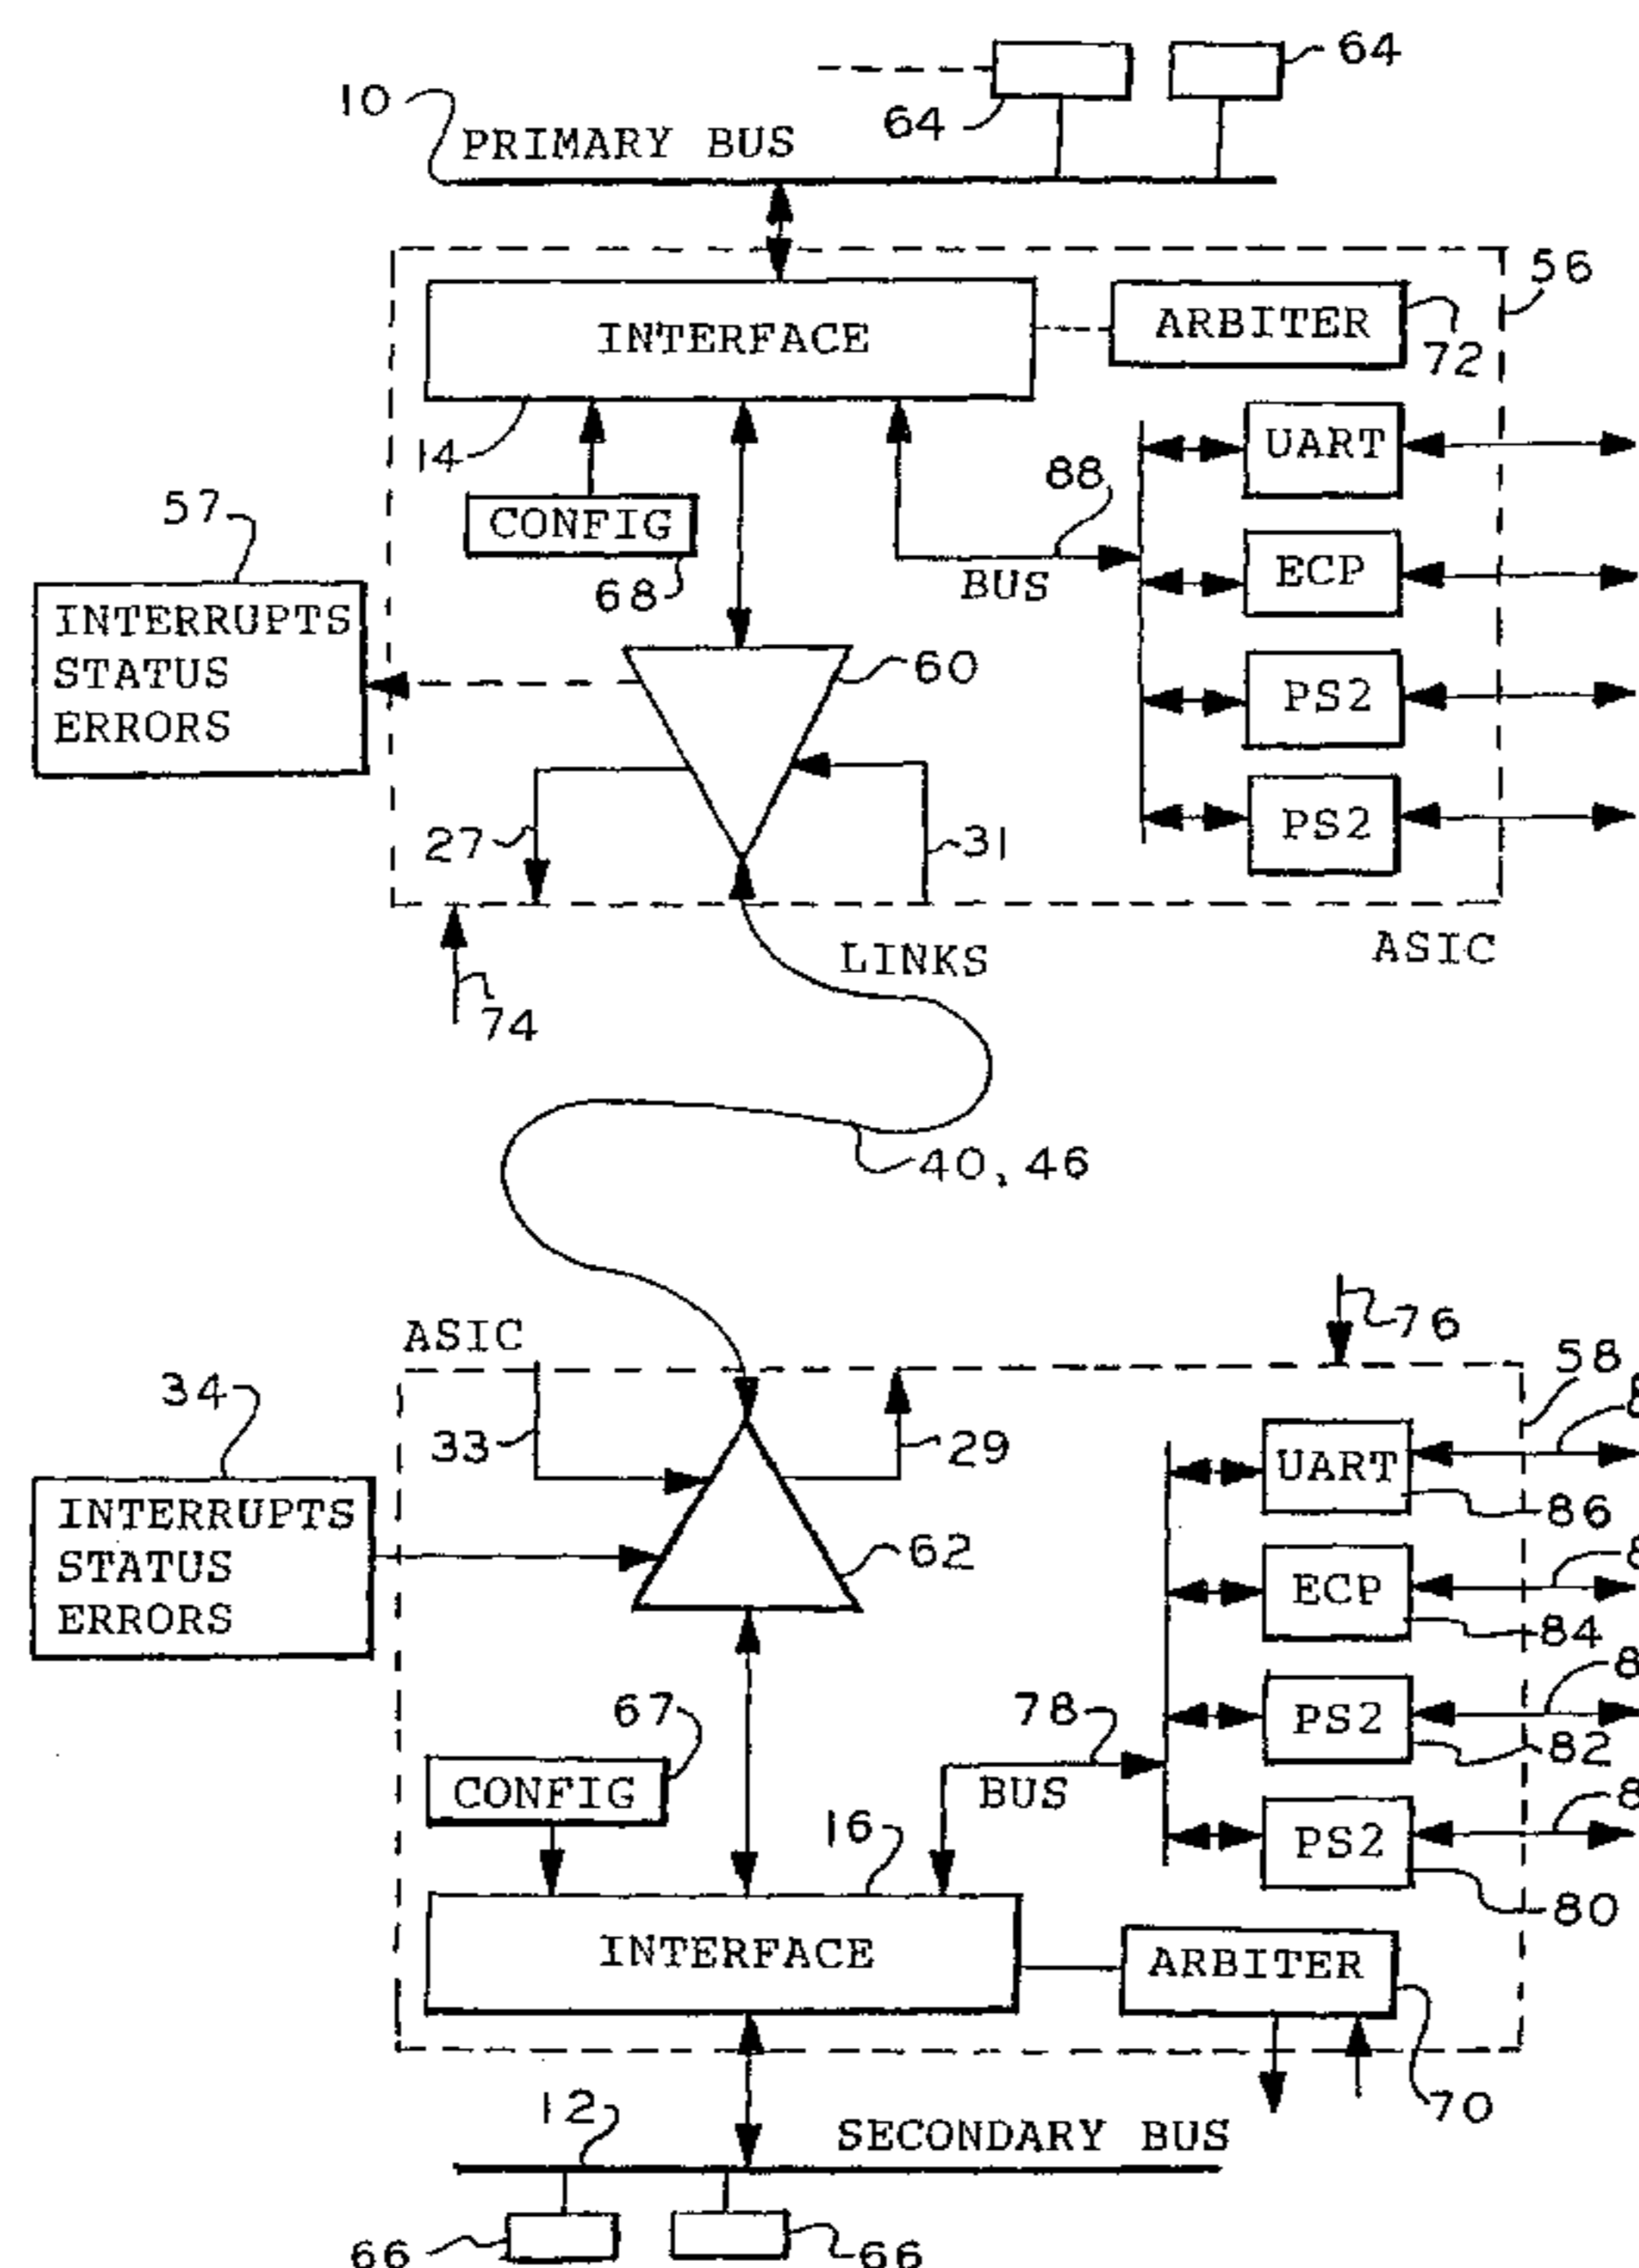 64
10
64
PRIMARY BUS
56
INTERFACE
ARBITER
72
14
UART
88
57
CONFIG
ECP
68
BUS
INTERRUPTS
STATUS
ERRORS
60
PS2
27
31
PS2
LINKS
ASIC
74
40, 46
76
ASIC
58
34
33
29
UART
86
INTERRUPTS
STATUS
ERRORS
62
ECP
84
67
78
PS2
82
CONFIG
BUS
16
PS2
80
INTERFACE
ARBITER
70
12
SECONDARY BUS
66
66